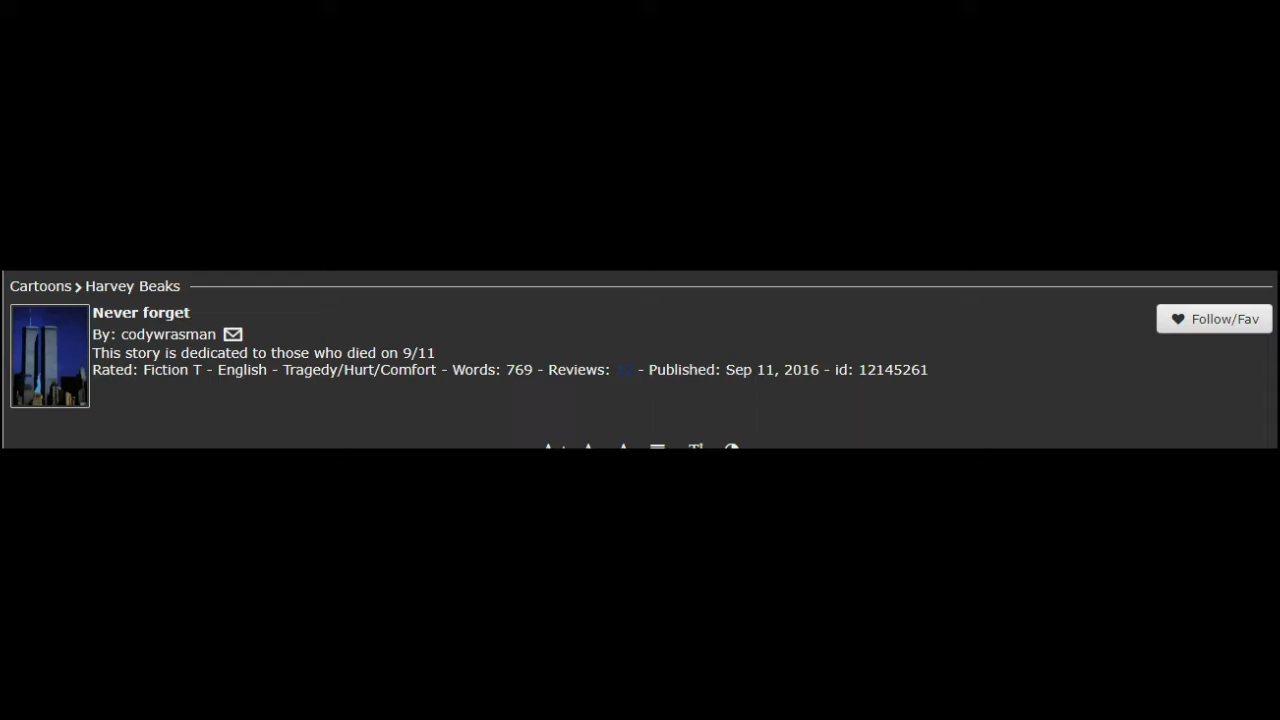 Cartoons > Harvey Beaks
Never forget
By: codywrasman
Follow/Fav
This story is dedicated to those who died on 9/11
Rated: Fiction T - English - Tragedy/Hurt/Comfort - Words: 769 - Reviews: - Published: Sep 11, 2016 - id: 12145261